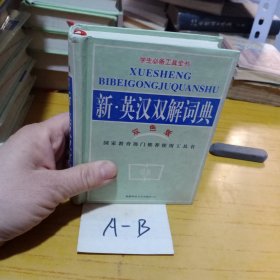 学生必备工具全书
XUESHENG
BIBEIGONGJUQUANSHU
新·英汉双解词典
双色版
国家教育部门推荐使用工具书
A-B